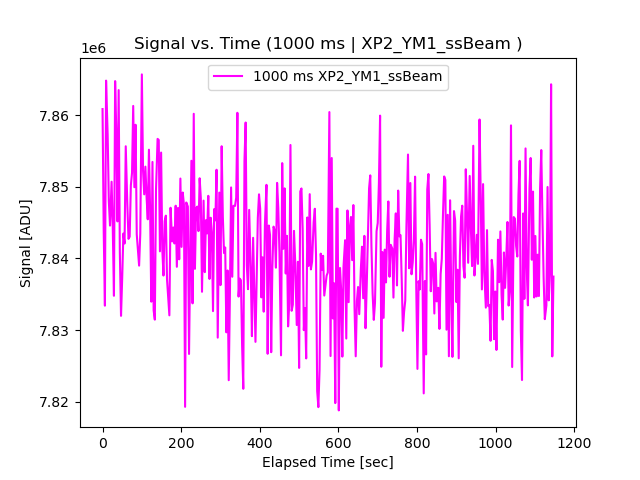 Signal vs. Time (1000 ms | XP2_YM1_ssBeam )
1e6
1000 ms XP2_YM1_ssBeam
7.86
7.85
7.84
7.83
7.82
Signal [ADU]
0 200 400 600 800 1000 1200
Elapsed Time [sec]